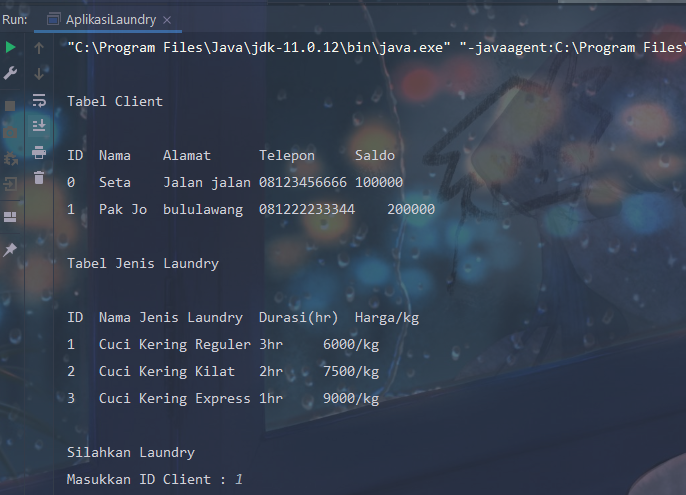 Run: AplikasiLaundry ×
"C:\Program Files\Java\jdk-11.0.12\bin\java.exe" "-javaagent:C:\Program Files\
Tabel Client
ID Nama Alamat Telepon Saldo
0 Seta Jalan jalan 08123456666 100000
1 Pak Jo bululawang 081222233344 200000
Tabel Jenis Laundry
ID Nama Jenis Laundry Durasi(hr) Harga/kg
1 Cuci Kering Reguler 3hr 6000/kg
2 Cuci Kering Kilat 2hr 7500/kg
3 Cuci Kering Express 1hr 9000/kg
Silahkan Laundry
Masukkan ID Client : 1